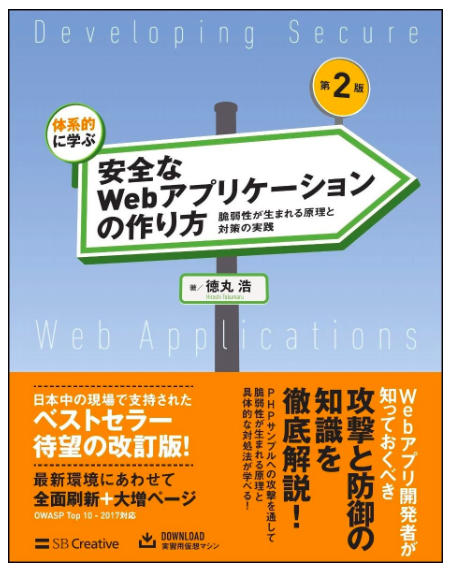 Developing Secure
第2版
体系的
に学ぶ
安全な
Webアプリケーション
の作り方
脆弱性が生まれる原理と
対策の実践
著/徳丸 浩
Hiroshi Tokumaru
Web Applications
日本中の現場で支持された
ベストセラー
待望の改訂版!
最新環境にあわせて
全面刷新+大増ページ
OWASP Top 10 - 2017対応
SB Creative
DOWNLOAD
実習用仮想マシン
Webアプリ開発者が
知っておくべき
攻撃と防御の
知識を
徹底解説!
PHPサンプルへの攻撃を通して
脆弱性が生まれる原理と
具体的な対処法が学べる!